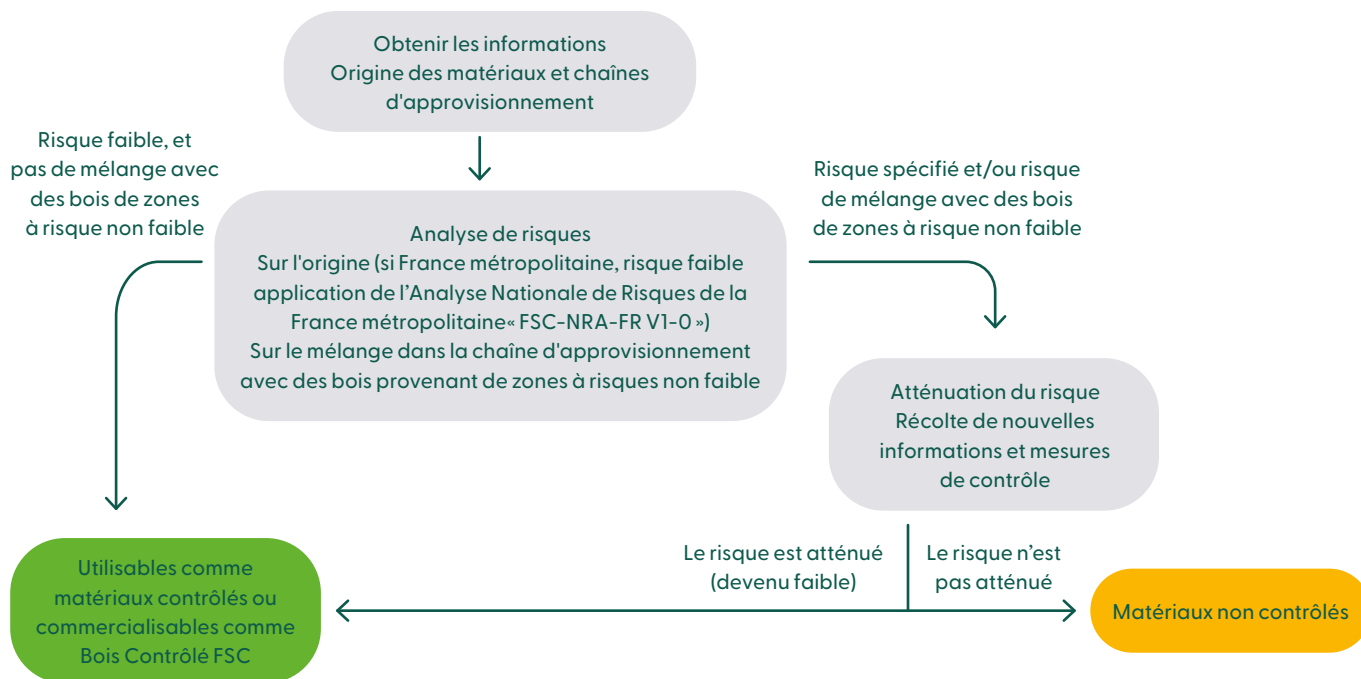 Obtenir les informations
Origine des matériaux et chaînes
d'approvisionnement
Risque faible, et
pas de mélange avec
des bois de zones
à risque non faible
Risque spécifié et/ou risque
de mélange avec des bois
de zones à risque non faible
Analyse de risques
Sur l'origine (si France métropolitaine, risque faible
application de l’Analyse Nationale de Risques de la
France métropolitaine« FSC-NRA-FR V1-0 »)
Sur le mélange dans la chaîne d'approvisionnement
avec des bois provenant de zones à risques non faible
Atténuation du risque
Récolte de nouvelles
informations et mesures
de contrôle
Le risque est atténué
(devenu faible)
Le risque n’est
pas atténué
Utilisables comme
matériaux contrôlés ou
commercialisables comme
Bois Contrôlé FSC
Matériaux non contrôlés